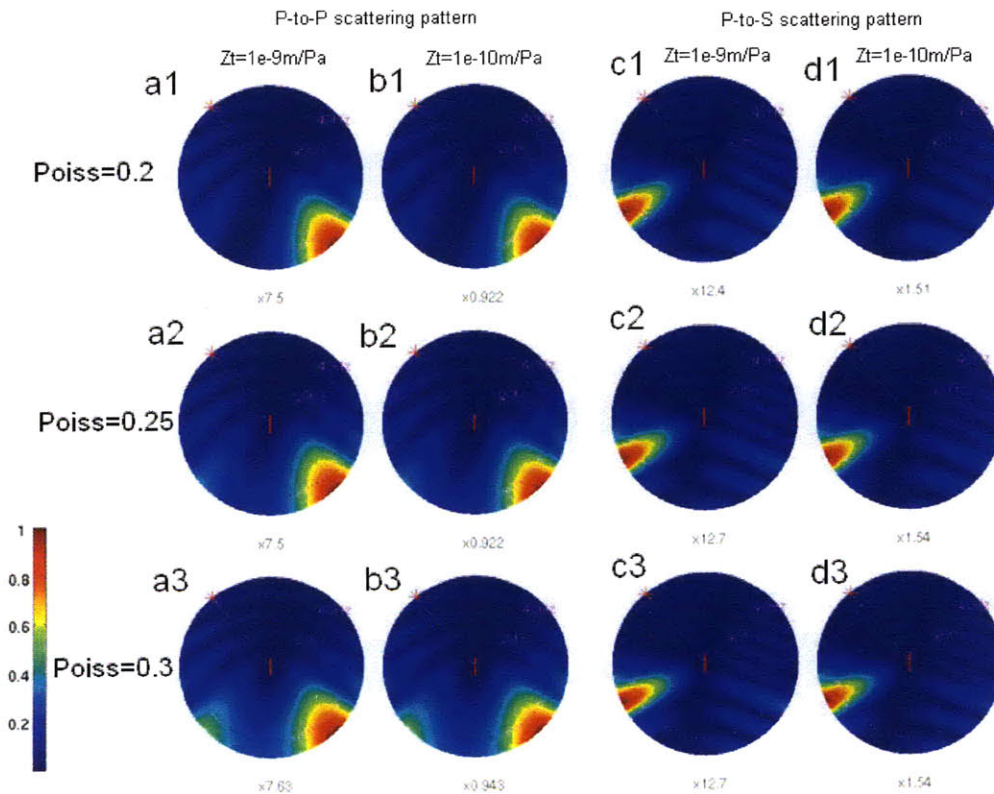 P-to-P scattering pattern P-to-S scattering pattern
Zt=1e-9m/Pa Zt=1e-10m/Pa Zt=1e-9m/Pa Zt=1e-10m/Pa
a1 b1 c1 d1
Poiss=0.2
x7.5 x0.922 x12.4 x1.51
a2 b2 c2 d2
Poiss=0.25
x7.5 x0.922 x12.7 x1.54
1
a3 b3 c3 d3
0.8
0.6
Poiss=0.3
0.4
0.2
x7.63 x0.943 x12.7 x1.54